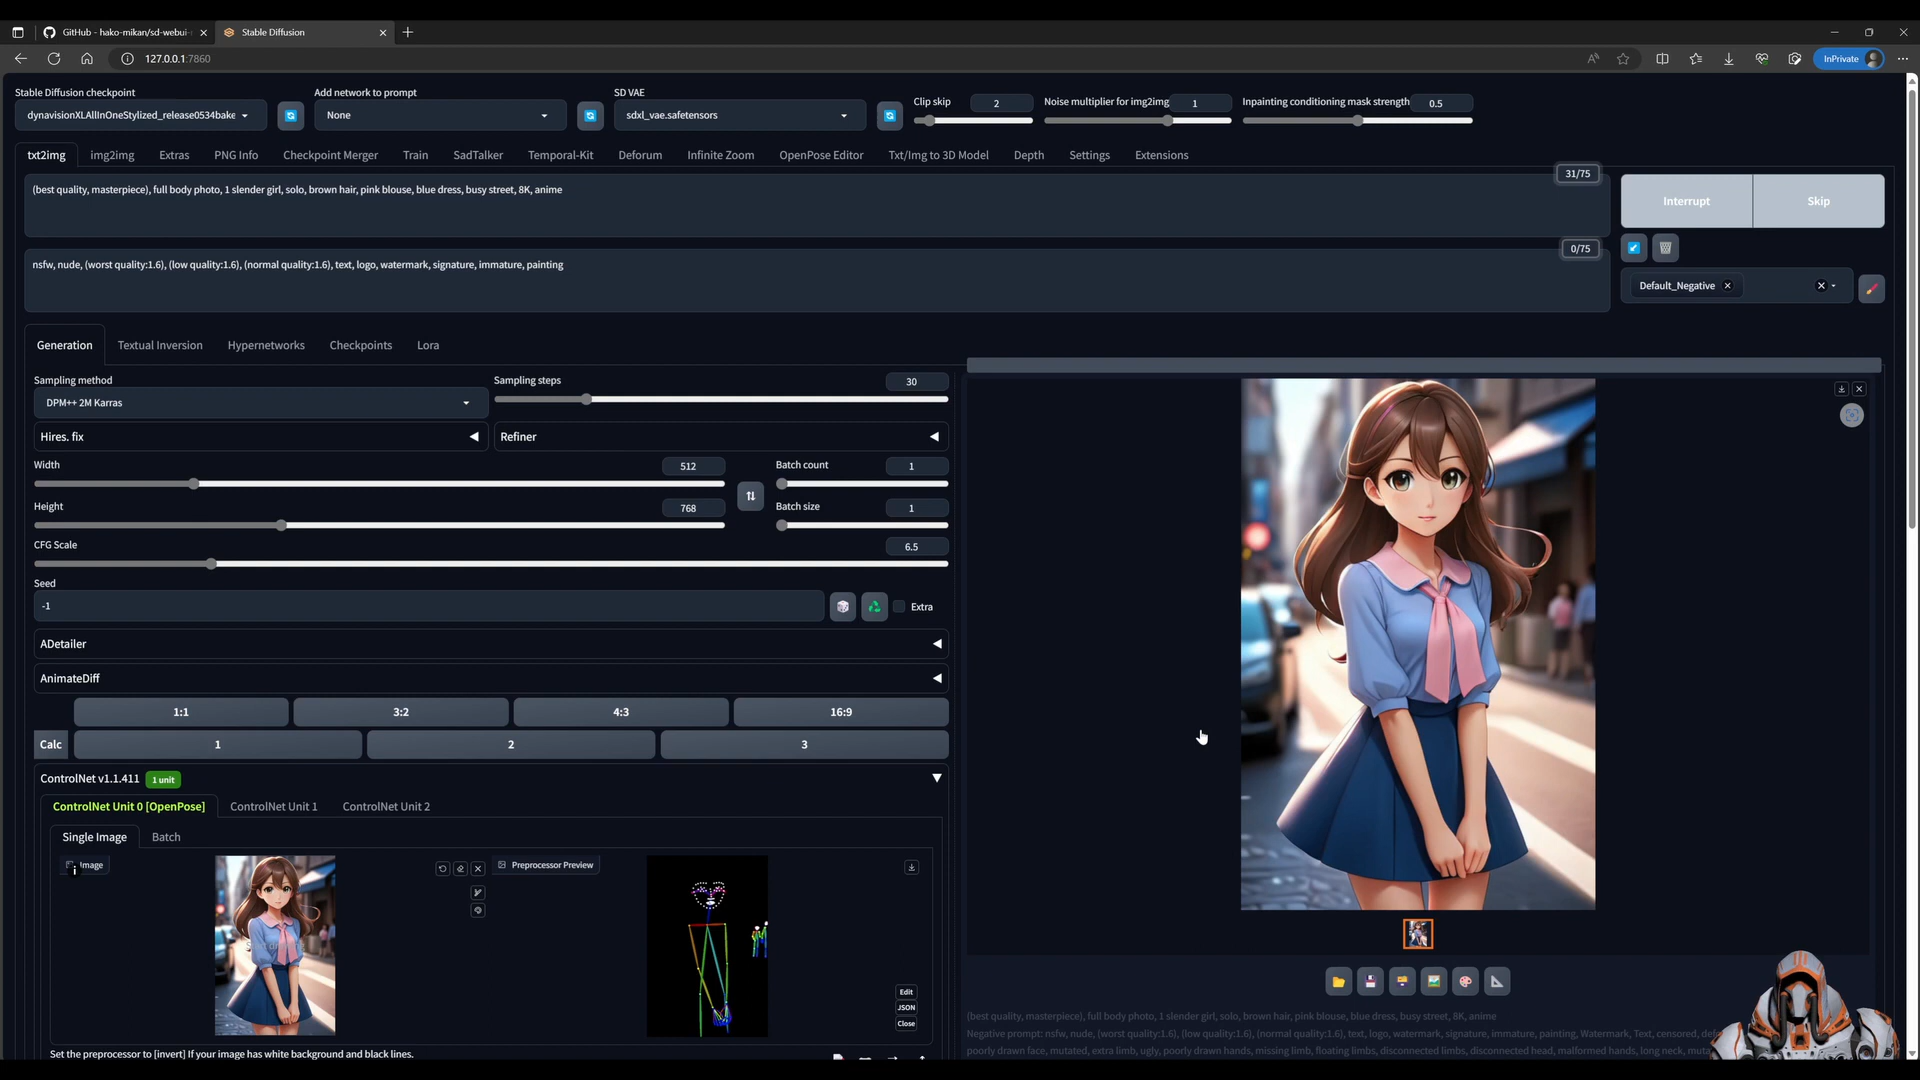 GitHub - hako-mikan/sd-webui-
Stable Diffusion
127.0.0.1:7860
InPrivate
Stable Diffusion checkpoint
Add network to prompt
SD VAE
Clip skip
2
Noise multiplier for img2img
1
Inpainting conditioning mask strength
0.5
dynavisionXLAllInOneStylized_release0534bake
None
sdxl_vae.safetensors
txt2img
img2img
Extras
PNG Info
Checkpoint Merger
Train
SadTalker
Temporal-Kit
Deforum
Infinite Zoom
OpenPose Editor
Txt/Img to 3D Model
Depth
Settings
Extensions
31/75
(best quality, masterpiece), full body photo, 1 slender girl, solo, brown hair, pink blouse, blue dress, busy street, 8K, anime
Interrupt
Skip
0/75
nsfw, nude, (worst quality:1.6), (low quality:1.6), (normal quality:1.6), text, logo, watermark, signature, immature, painting
Default_Negative
Generation
Textual Inversion
Hypernetworks
Checkpoints
Lora
Sampling method
Sampling steps
30
DPM++ 2M Karras
Hires. fix
Refiner
Width
512
Batch count
1
Height
768
Batch size
1
CFG Scale
6.5
Seed
-1
Extra
ADetailer
AnimateDiff
1:1
3:2
4:3
16:9
Calc
1
2
3
ControlNet v1.1.411
1 unit
ControlNet Unit 0 [OpenPose]
ControlNet Unit 1
ControlNet Unit 2
Single Image
Batch
Image
Preprocessor Preview
Edit
JSON
Close
Set the preprocessor to [invert] If your image has white background and black lines.
(best quality, masterpiece), full body photo, 1 slender girl, solo, brown hair, pink blouse, blue dress, busy street, 8K, anime
Negative prompt: nsfw, nude, (worst quality:1.6), (low quality:1.6), (normal quality:1.6), text, logo, watermark, signature, immature, painting, Watermark, Text, censored,
poorly drawn face, mutated, extra limb, ugly, poorly drawn hands, missing limb, floating limbs, disconnected limbs, disconnected head, malformed hands, long neck,